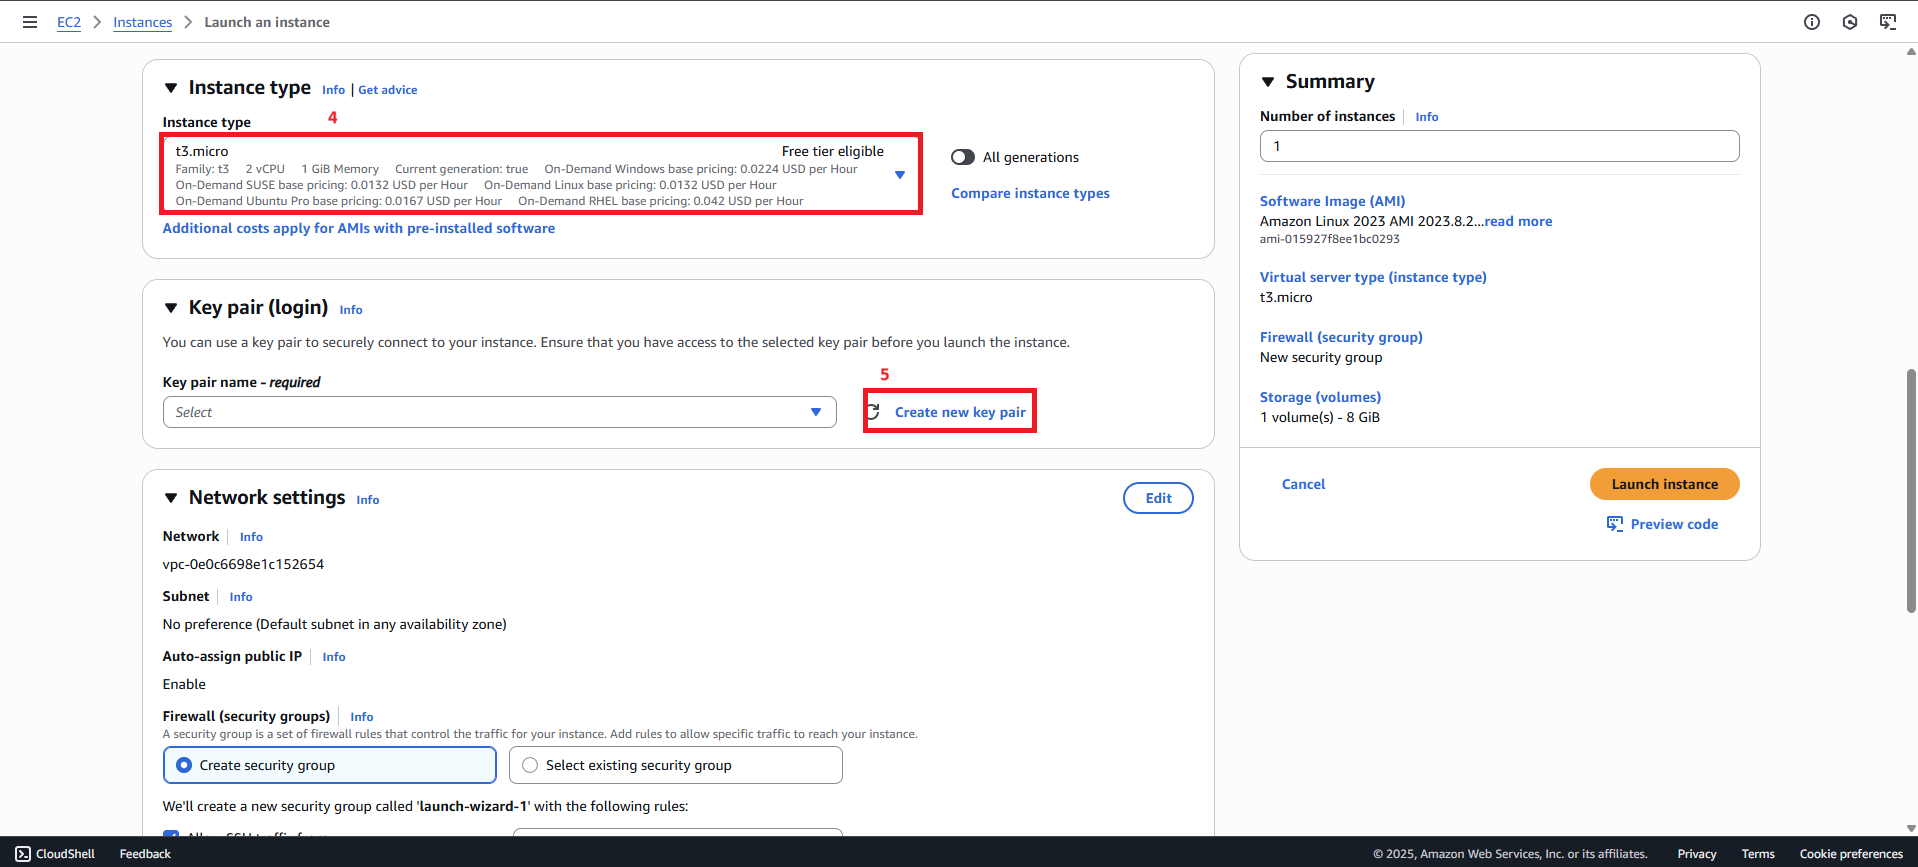 EC2 > Instances > Launch an instance
Instance type Info | Get advice
4
Instance type
t3.micro Free tier eligible
Family: t3 2 vCPU 1 GiB Memory Current generation: true On-Demand Windows base pricing: 0.0224 USD per Hour
On-Demand SUSE base pricing: 0.0132 USD per Hour On-Demand Linux base pricing: 0.0132 USD per Hour
On-Demand Ubuntu Pro base pricing: 0.0167 USD per Hour On-Demand RHEL base pricing: 0.042 USD per Hour
All generations
Compare instance types
Additional costs apply for AMIs with pre-installed software
Key pair (login) Info
You can use a key pair to securely connect to your instance. Ensure that you have access to the selected key pair before you launch the instance.
Key pair name - required
5
Select
Create new key pair
Network settings Info
Edit
Network Info
vpc-0e0c6698e1c152654
Subnet Info
No preference (Default subnet in any availability zone)
Auto-assign public IP Info
Enable
Firewall (security groups) Info
A security group is a set of firewall rules that control the traffic for your instance. Add rules to allow specific traffic to reach your instance.
Create security group
Select existing security group
We'll create a new security group called 'launch-wizard-1' with the following rules:
Summary
Number of instances Info
1
Software Image (AMI)
Amazon Linux 2023 AMI 2023.8.2...read more
ami-015927f8ee1bc0293
Virtual server type (instance type)
t3.micro
Firewall (security group)
New security group
Storage (volumes)
1 volume(s) - 8 GiB
Cancel
Launch instance
Preview code
CloudShell Feedback
© 2025, Amazon Web Services, Inc. or its affiliates. Privacy Terms Cookie preferences